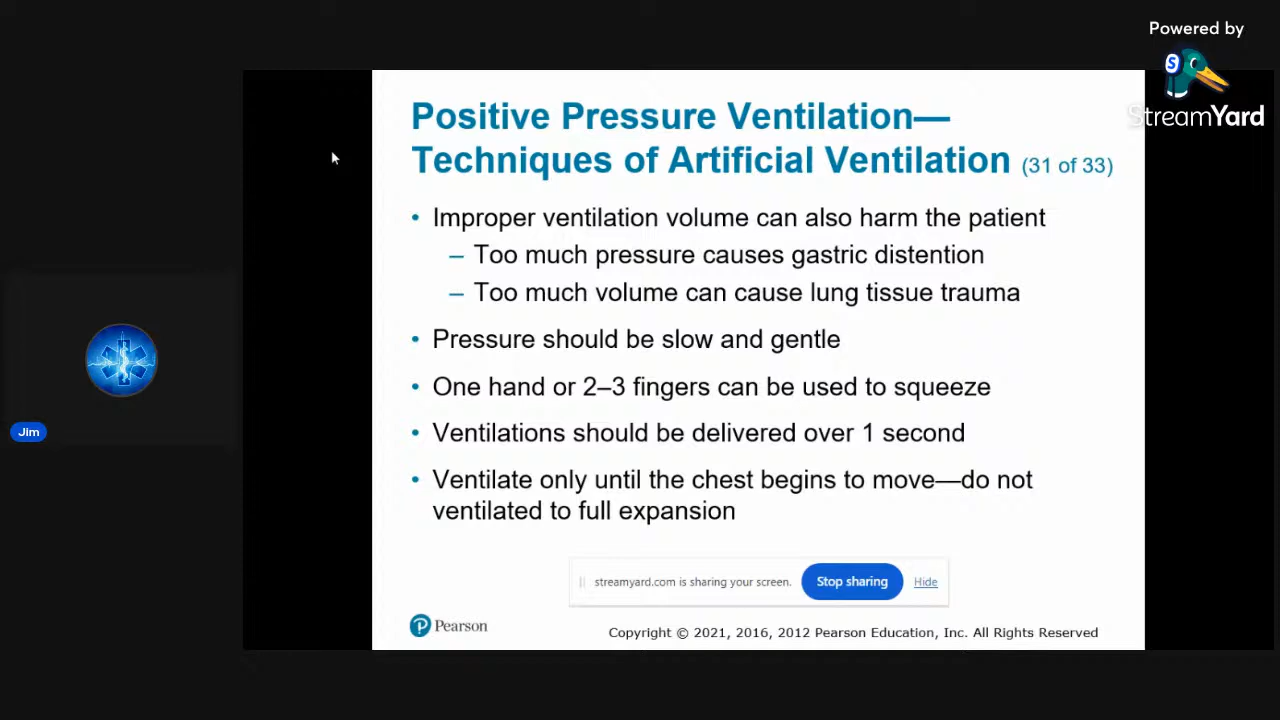 Powered by
StreamYard
Positive Pressure Ventilation—
Techniques of Artificial Ventilation (31 of 33)
• Improper ventilation volume can also harm the patient
– Too much pressure causes gastric distention
– Too much volume can cause lung tissue trauma
• Pressure should be slow and gentle
• One hand or 2–3 fingers can be used to squeeze
• Ventilations should be delivered over 1 second
• Ventilate only until the chest begins to move—do not
ventilated to full expansion
Jim
streamyard.com is sharing your screen. Stop sharing Hide
Pearson
Copyright © 2021, 2016, 2012 Pearson Education, Inc. All Rights Reserved